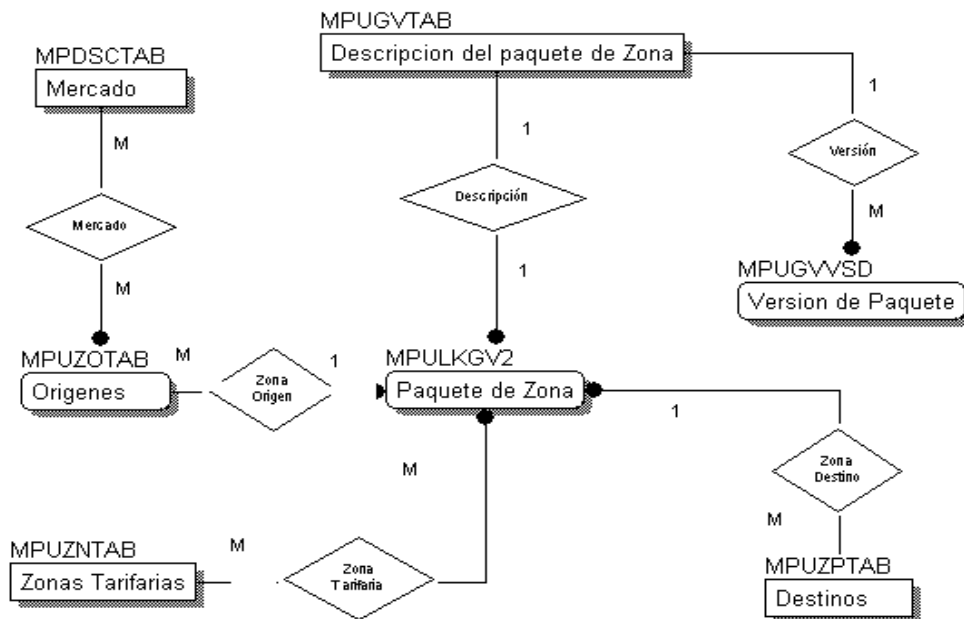 MPUGVTAB
Descripcion del paquete de Zona
MPDSCTAB
Mercado
1
1
M
Versión
Descripción
Mercado
M
M
1
MPUGVVSD
Version de Paquete
MPUZOTAB
Origenes
M
Zona
Origen
1
MPULKGV2
Paquete de Zona
1
Zona
Destino
M
M
MPUZNTAB
Zonas Tarifarias
M
Zona
Tarifaria
MPUZPTAB
Destinos